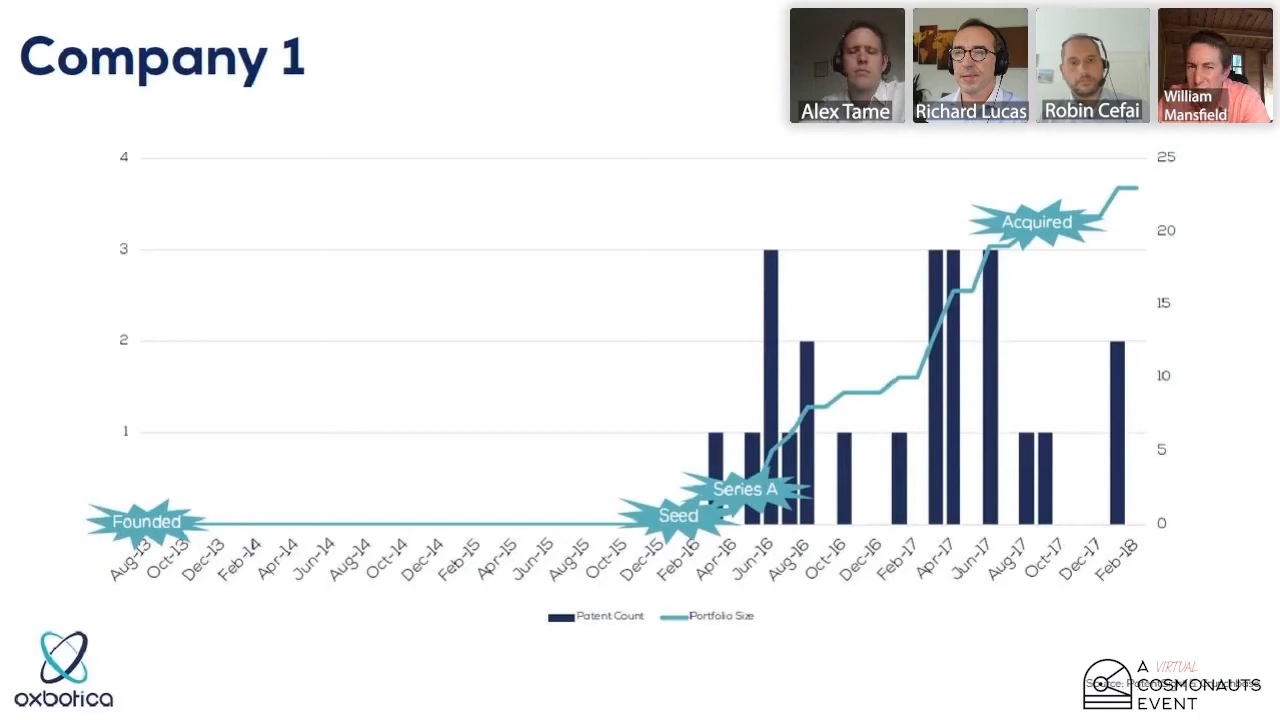 Company 1
Alex Tame
Richard Lucas
Robin Cefai
William
Mansfield
4
3
2
1
25
20
15
10
5
0
Acquired
Series A
Seed
Founded
Aug-13
Oct-13
Dec-13
Feb-14
Apr-14
Jun-14
Aug-14
Oct-14
Dec-14
Feb-15
Apr-15
Jun-15
Aug-15
Oct-15
Dec-15
Feb-16
Apr-16
Jun-16
Aug-16
Oct-16
Dec-16
Feb-17
Apr-17
Jun-17
Aug-17
Oct-17
Dec-17
Feb-18
Patent Count
Portfolio Size
oxbotica
Source:
A VIRTUAL
COSMONAUTS
EVENT